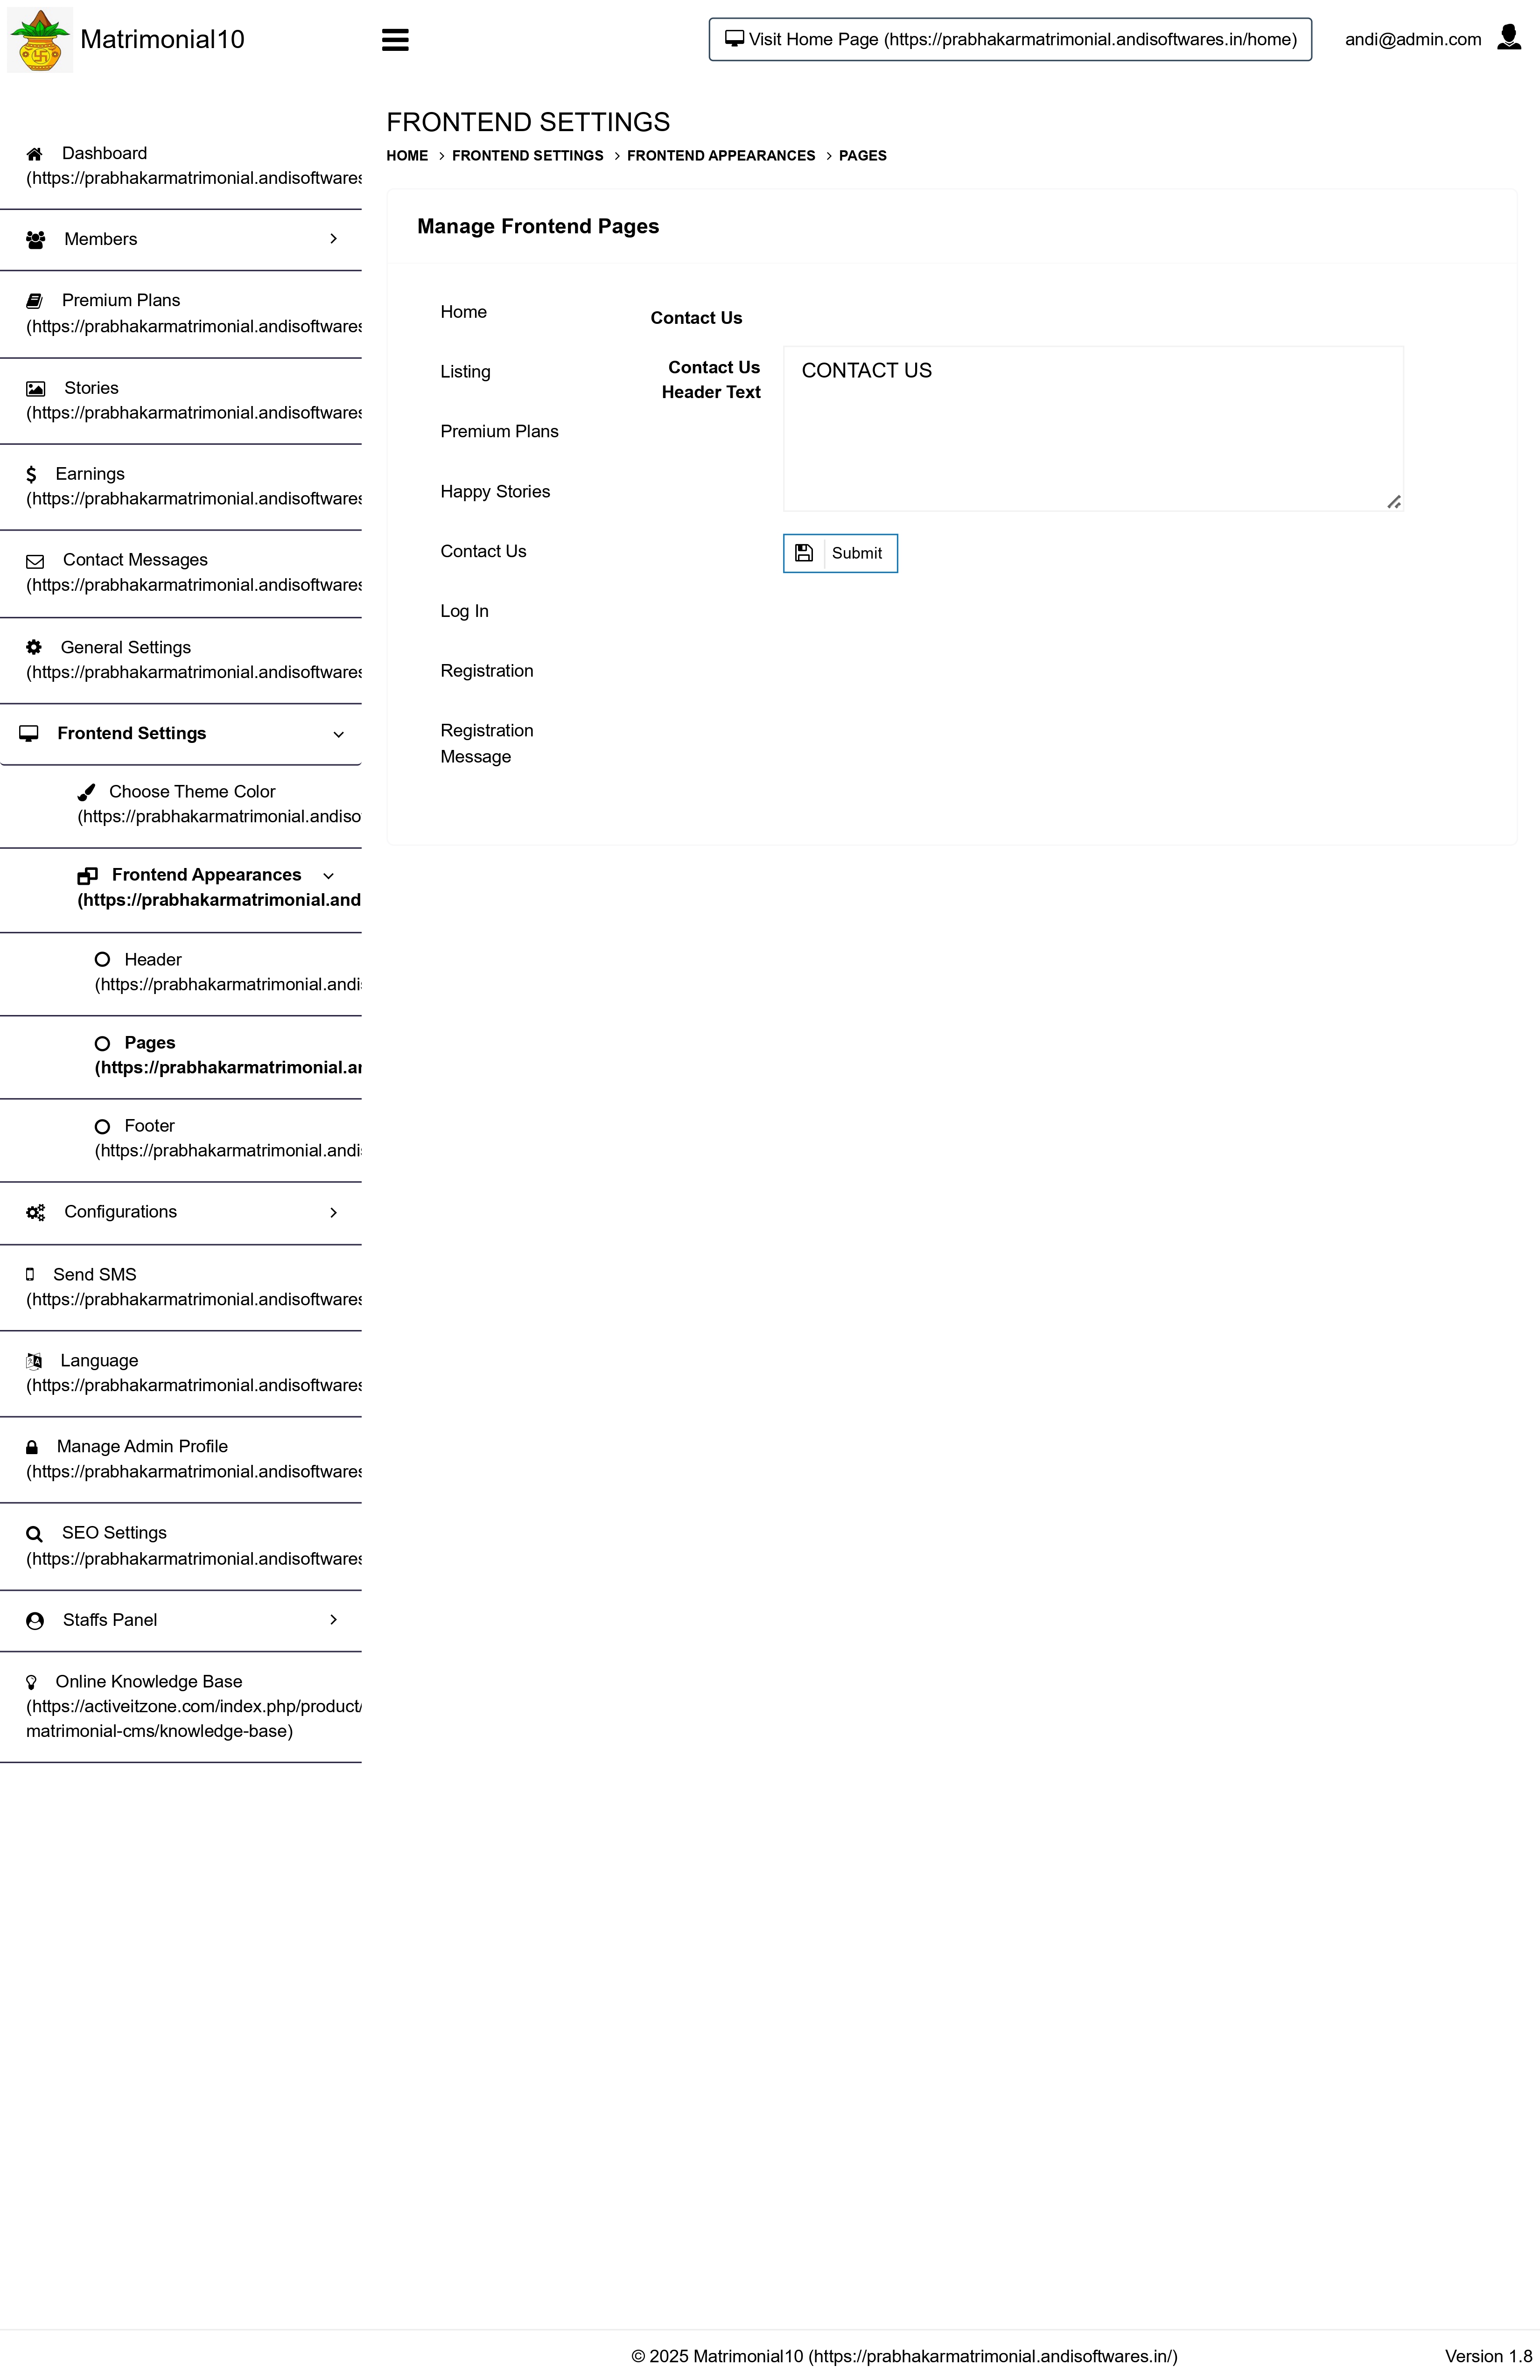 Matrimonial10
Visit Home Page (https://prabhakarmatrimonial.andisoftwares.in/home)
andi@admin.com
Dashboard
(https://prabhakarmatrimonial.andisoftwares
Members
Premium Plans
(https://prabhakarmatrimonial.andisoftwares
Stories
(https://prabhakarmatrimonial.andisoftwares
Earnings
(https://prabhakarmatrimonial.andisoftwares
Contact Messages
(https://prabhakarmatrimonial.andisoftwares
General Settings
(https://prabhakarmatrimonial.andisoftwares
Frontend Settings
Choose Theme Color
(https://prabhakarmatrimonial.andiso
Frontend Appearances
(https://prabhakarmatrimonial.and
Header
(https://prabhakarmatrimonial.andis
Pages
(https://prabhakarmatrimonial.an
Footer
(https://prabhakarmatrimonial.andis
Configurations
Send SMS
(https://prabhakarmatrimonial.andisoftwares
Language
(https://prabhakarmatrimonial.andisoftwares
Manage Admin Profile
(https://prabhakarmatrimonial.andisoftwares
SEO Settings
(https://prabhakarmatrimonial.andisoftwares
Staffs Panel
Online Knowledge Base
(https://activeitzone.com/index.php/product/
matrimonial-cms/knowledge-base)
FRONTEND SETTINGS
HOME > FRONTEND SETTINGS > FRONTEND APPEARANCES > PAGES
Manage Frontend Pages
Home
Listing
Premium Plans
Happy Stories
Contact Us
Log In
Registration
Registration
Message
Contact Us
Contact Us
Header Text
CONTACT US
Submit
© 2025 Matrimonial10 (https://prabhakarmatrimonial.andisoftwares.in/)
Version 1.8